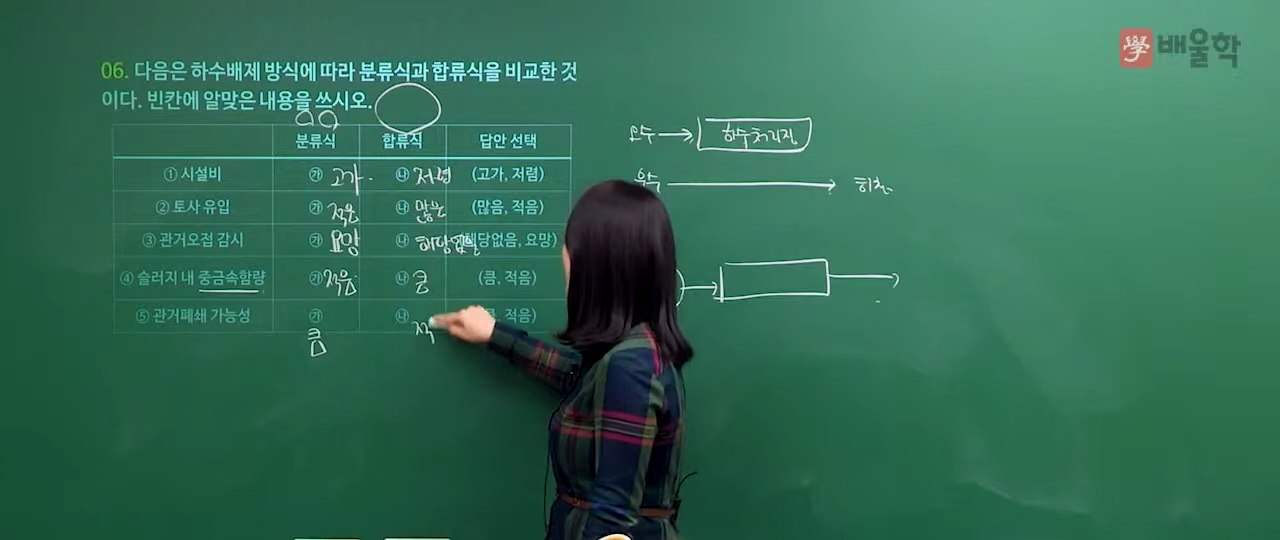 學 배울학
06. 다음은 하수배제 방식에 따라 분류식과 합류식을 비교한 것
이다. 빈칸에 알맞은 내용을 쓰시오.
분류식 합류식 답안 선택
① 시설비 ㉮ 고가 ㉯ 저렴 (고가, 저렴)
② 토사 유입 ㉮ 적음 ㉯ 많음 (많음, 적음)
③ 관거오접 감시 ㉮ 요망 ㉯ 해당없음 해당없음, 요망)
④ 슬러지 내 중금속함량 ㉮ 적음 ㉯ 큼 (큼, 적음)
⑤ 관거폐쇄 가능성 ㉮ 큼 ㉯ 적 적음)
오수 하수처리장
우수 하천